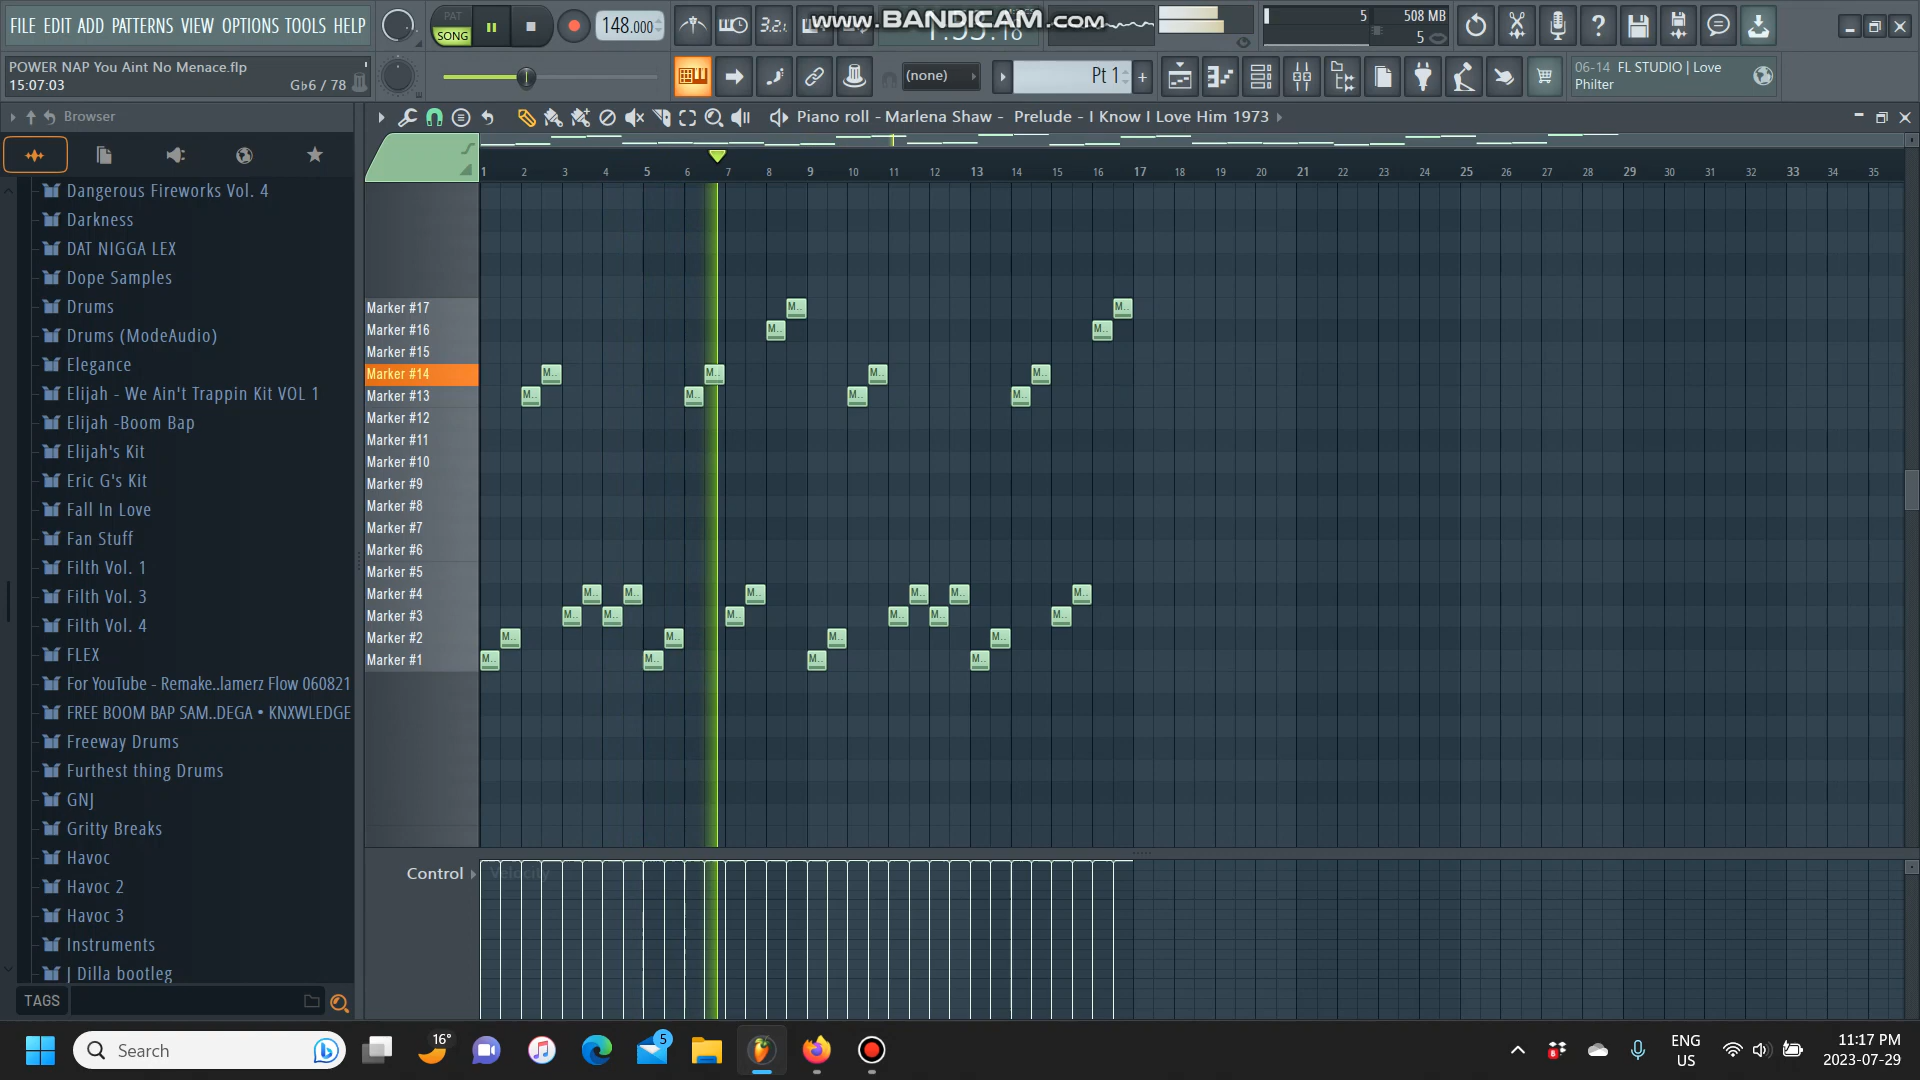 FILE EDIT ADD PATTERNS VIEW OPTIONS TOOLS HELP
PAT
SONG
148.000
3.2.
www.BANDICAM.COM
5
508 MB
5
POWER NAP You Aint No Menace.flp
15:07:03
Gb6 / 78
(none)
Pt 1
06-14 FL STUDIO | Love
Philter
Browser
Piano roll - Marlena Shaw - Prelude - I Know I Love Him 1973
1 2 3 4 5 6 7 8 9 10 11 12 13 14 15 16 17 18 19 20 21 22 23 24 25 26 27 28 29 30 31 32 33 34 35
Dangerous Fireworks Vol. 4
Darkness
DAT NIGGA LEX
Dope Samples
Drums
Drums (ModeAudio)
Elegance
Elijah - We Ain't Trappin Kit VOL 1
Elijah -Boom Bap
Elijah's Kit
Eric G's Kit
Fall In Love
Fan Stuff
Filth Vol. 1
Filth Vol. 3
Filth Vol. 4
FLEX
For YouTube - Remake..lamerz Flow 060821
FREE BOOM BAP SAM..DEGA • KNXWLEDGE
Freeway Drums
Furthest thing Drums
GNJ
Gritty Breaks
Havoc
Havoc 2
Havoc 3
Instruments
J Dilla bootleg
TAGS
Marker #17
Marker #16
Marker #15
Marker #14
Marker #13
Marker #12
Marker #11
Marker #10
Marker #9
Marker #8
Marker #7
Marker #6
Marker #5
Marker #4
Marker #3
Marker #2
Marker #1
Control
Velocity
Search
16°
5
ENG
US
11:17 PM
2023-07-29